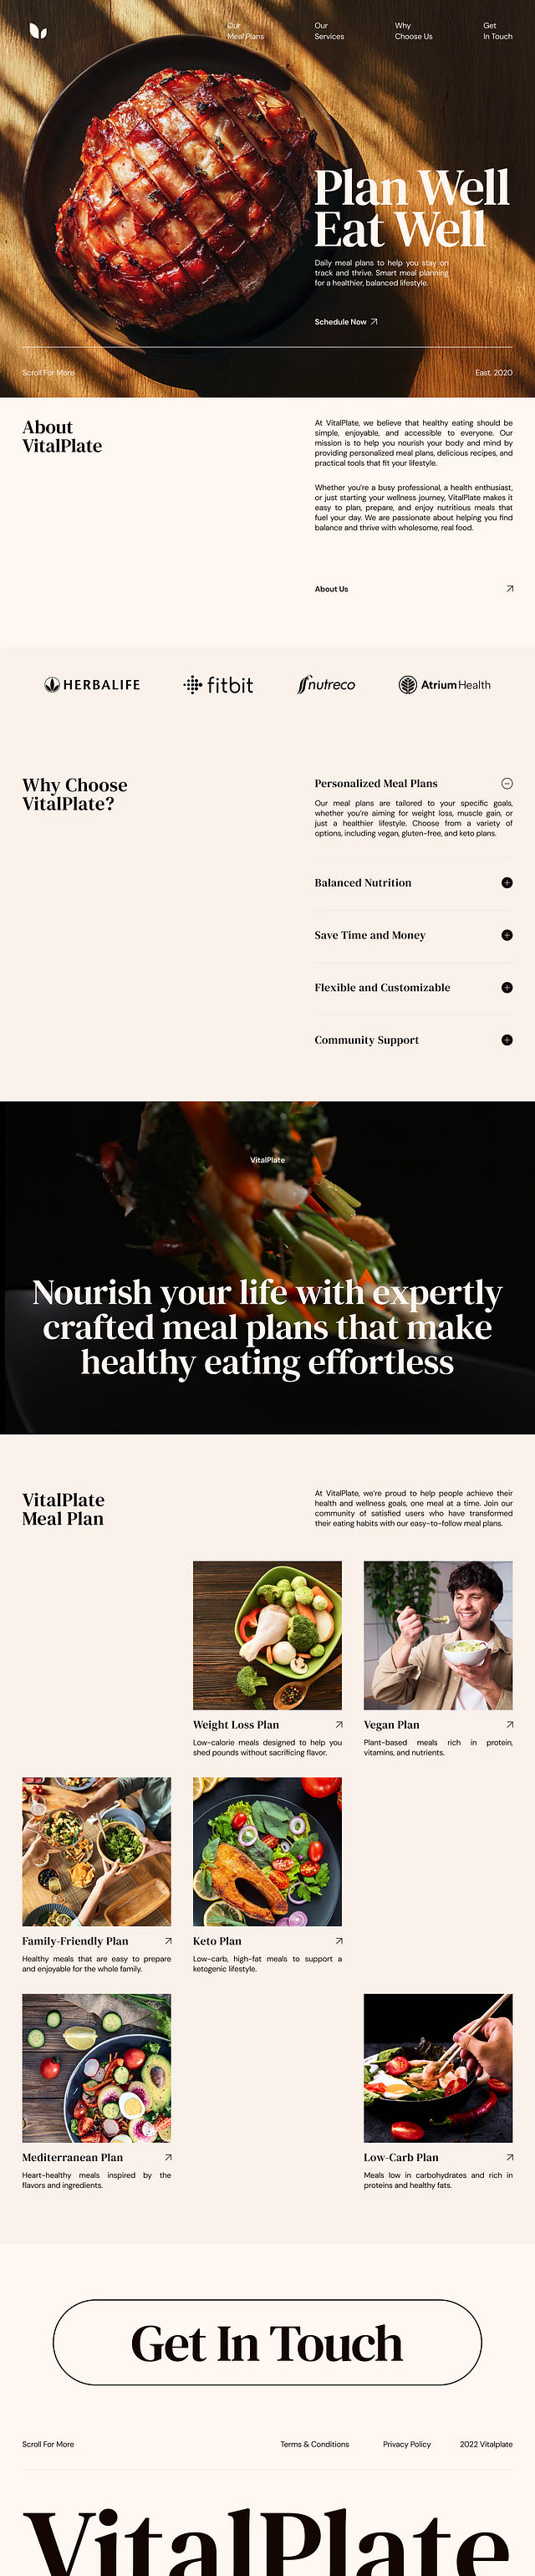 Our
Meal Plans
Our
Services
Why
Choose Us
Get
In Touch
Plan Well
Eat Well
Daily meal plans to help you stay on
track and thrive. Smart meal planning
for a healthier, balanced lifestyle.
Schedule Now
Scroll For More
East. 2020
About
VitalPlate
At VitalPlate, we believe that healthy eating should be
simple, enjoyable, and accessible to everyone. Our
mission is to help you nourish your body and mind by
providing personalized meal plans, delicious recipes, and
practical tools that fit your lifestyle.
Whether you're a busy professional, a health enthusiast,
or just starting your wellness journey, VitalPlate makes it
easy to plan, prepare, and enjoy nutritious meals that
fuel your day. We are passionate about helping you find
balance and thrive with wholesome, real food.
About Us
HERBALIFE
fitbit
nutreco
Atrium Health
Why Choose
VitalPlate?
Personalized Meal Plans
Our meal plans are tailored to your specific goals,
whether you're aiming for weight loss, muscle gain, or
just a healthier lifestyle. Choose from a variety of
options, including vegan, gluten-free, and keto plans.
Balanced Nutrition
Save Time and Money
Flexible and Customizable
Community Support
VitalPlate
Nourish your life with expertly
crafted meal plans that make
healthy eating effortless
VitalPlate
Meal Plan
At VitalPlate, we're proud to help people achieve their
health and wellness goals, one meal at a time. Join our
community of satisfied users who have transformed
their eating habits with our easy-to-follow meal plans.
Weight Loss Plan
Low-calorie meals designed to help you
shed pounds without sacrificing flavor.
Vegan Plan
Plant-based meals rich in protein,
vitamins, and nutrients.
Family-Friendly Plan
Healthy meals that are easy to prepare
and enjoyable for the whole family.
Keto Plan
Low-carb, high-fat meals to support a
ketogenic lifestyle.
Mediterranean Plan
Heart-healthy meals inspired by the
flavors and ingredients.
Low-Carb Plan
Meals low in carbohydrates and rich in
proteins and healthy fats.
Get In Touch
Scroll For More
Terms & Conditions
Privacy Policy
2022 Vitalplate
VitalPlate